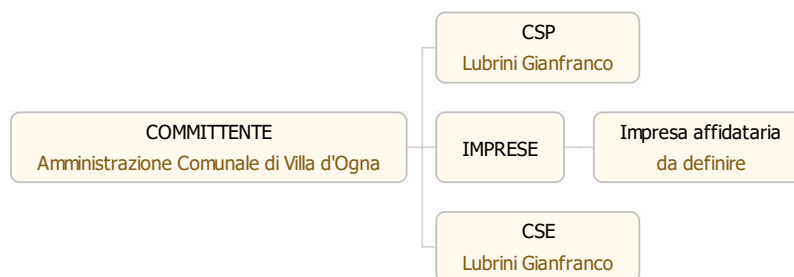 CSP
Lubrini Gianfranco
COMMITTENTE
Amministrazione Comunale di Villa d'Ogna
IMPRESE
Impresa affidataria
da definire
CSE
Lubrini Gianfranco